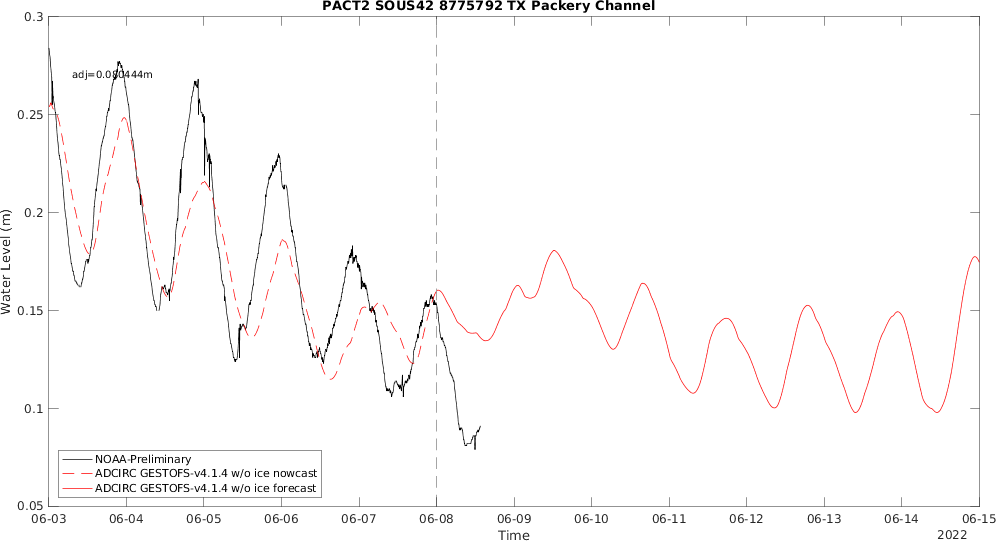 PACT2 SOUS42 8775792 TX Packery Channel
0.3
adj=0.080444m
0.25
0.2
Water Level (m)
0.15
0.1
NOAA-Preliminary
ADCIRC GESTOFS-v4.1.4 w/o ice nowcast
ADCIRC GESTOFS-v4.1.4 w/o ice forecast
0.05
06-03 06-04 06-05 06-06 06-07 06-08 06-09 06-10 06-11 06-12 06-13 06-14 06-15
Time
2022